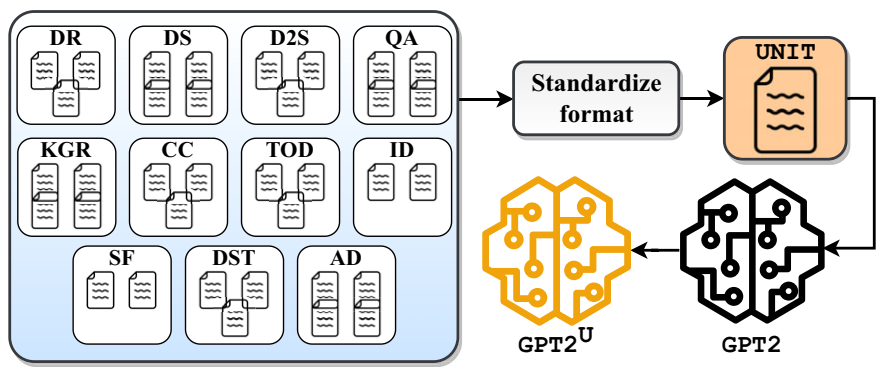 DR
DS
D2S
QA
KGR
CC
TOD
ID
SF
DST
AD
Standardize
format
UNIT
GPT2ᵁ
GPT2